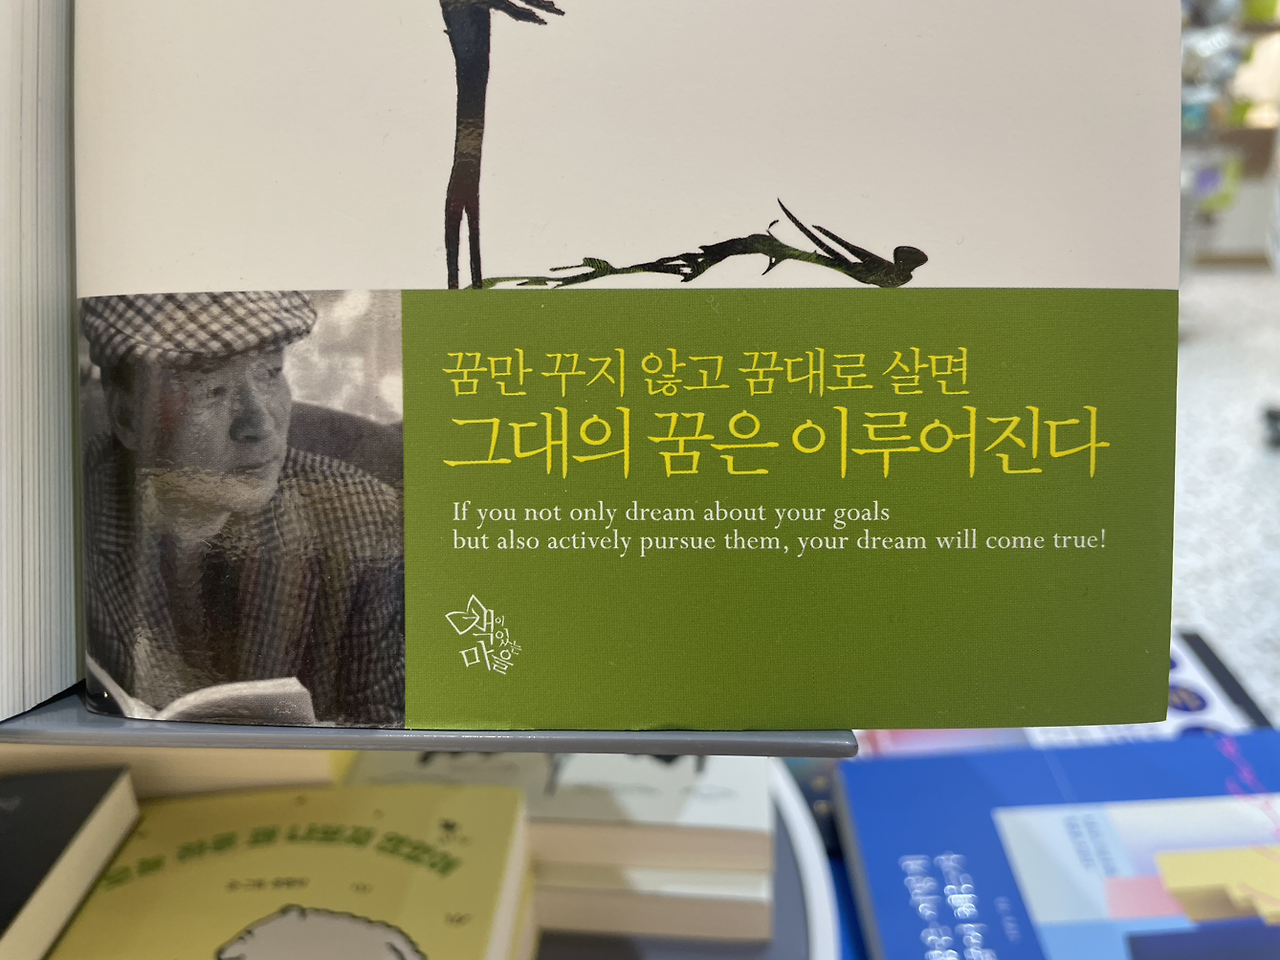 꿈만 꾸지 않고 꿈대로 살면
그대의 꿈은 이루어진다
If you not only dream about your goals
but also actively pursue them, your dream will come true!
책이
있는
마을